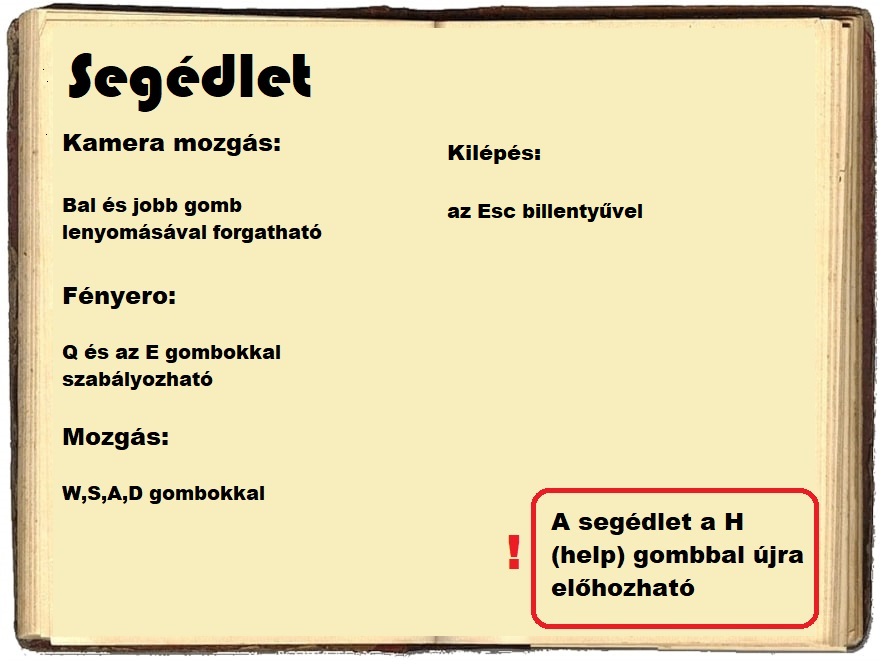 Segédlet
Kamera mozgás:
Bal és jobb gomb
lenyomásával forgatható
Fényero:
Q és az E gombokkal
szabályozható
Mozgás:
W,S,A,D gombokkal
Kilépés:
az Esc billentyűvel
!
A segédlet a H
(help) gombbal újra
előhozható